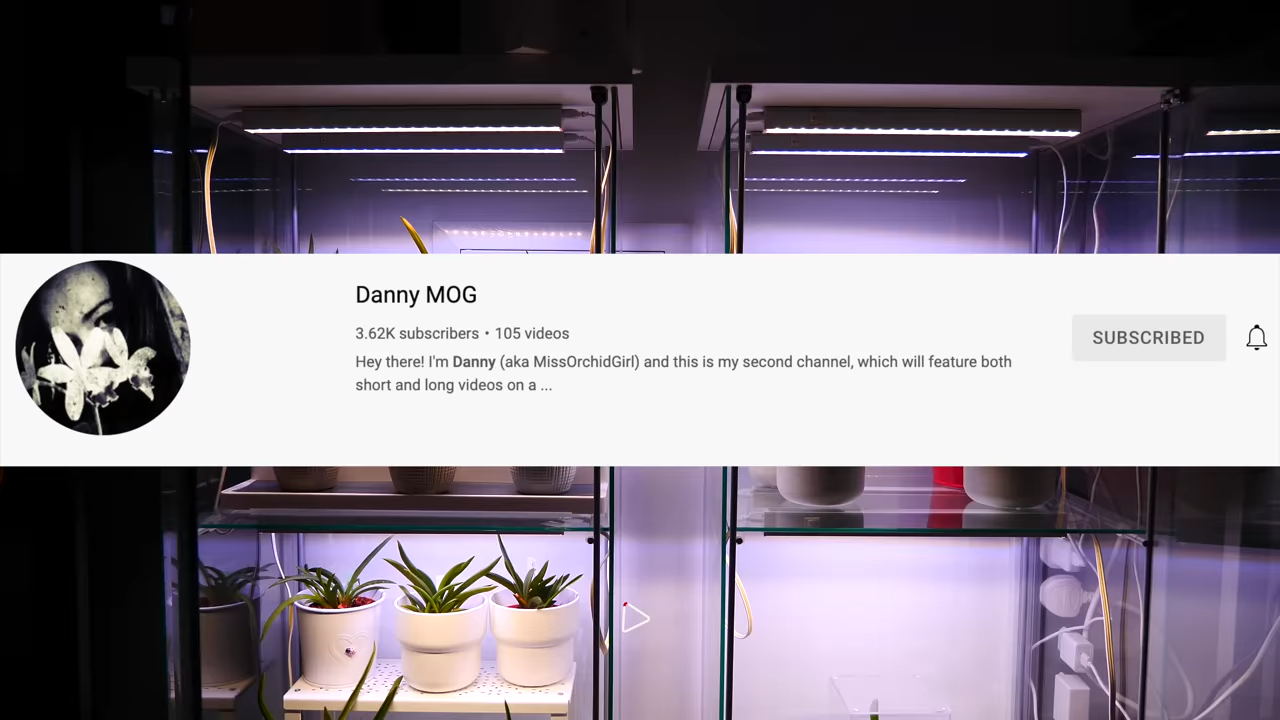 Danny MOG
3.62K subscribers • 105 videos
Hey there! I'm Danny (aka MissOrchidGirl) and this is my second channel, which will feature both
short and long videos on a ...
SUBSCRIBED